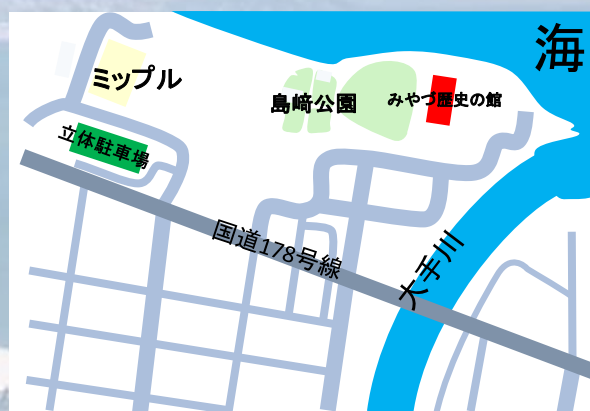 海
ミップル
島﨑公園
みやづ歴史の館
立体駐車場
国道178号線
大手川